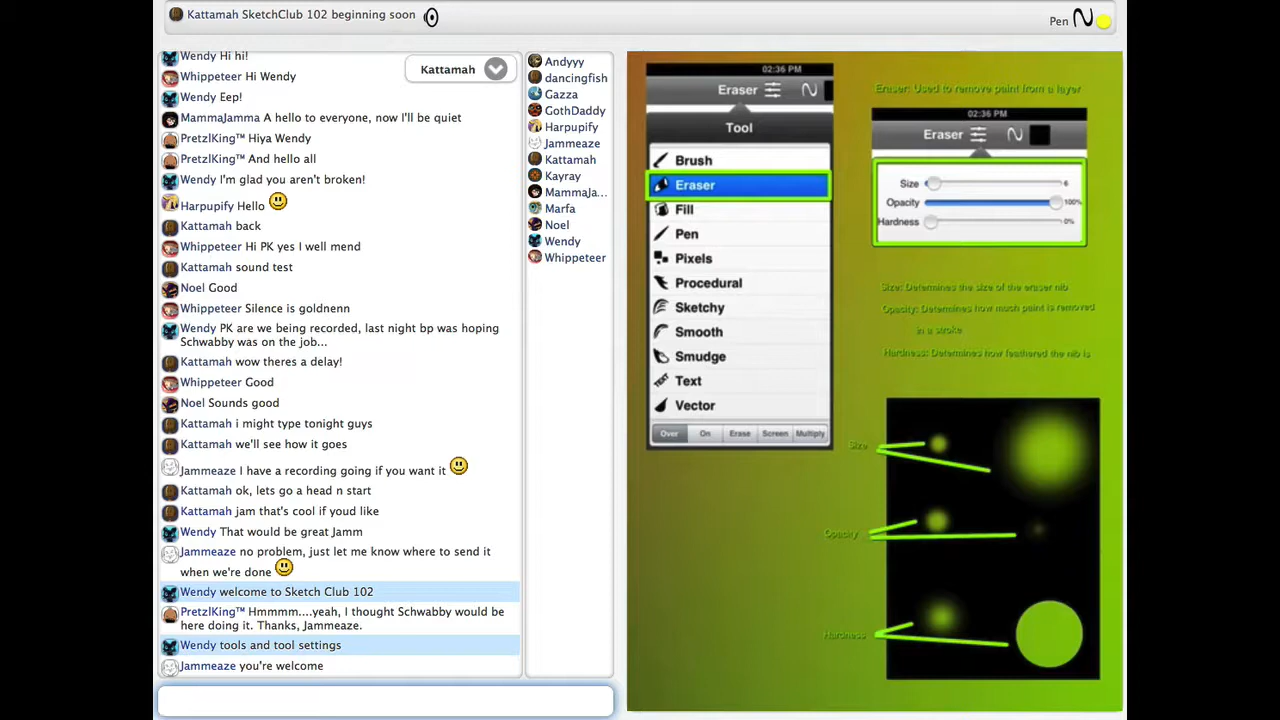 Kattamah SketchClub 102 beginning soon
Pen
Wendy Hi hi!
Whippeteer Hi Wendy
Wendy Eep!
MammaJamma A hello to everyone, now I'll be quiet
PretzlKing™ Hiya Wendy
PretzlKing™ And hello all
Wendy I'm glad you aren't broken!
Harpupify Hello
Kattamah back
Whippeteer Hi PK yes I well mend
Kattamah sound test
Noel Good
Whippeteer Silence is goldnenn
Wendy PK are we being recorded, last night bp was hoping
Schwabby was on the job...
Kattamah wow theres a delay!
Whippeteer Good
Noel Sounds good
Kattamah i might type tonight guys
Kattamah we'll see how it goes
Jammeaze I have a recording going if you want it
Kattamah ok, lets go a head n start
Kattamah jam that's cool if youd like
Wendy That would be great Jamm
Jammeaze no problem, just let me know where to send it
when we're done
Wendy welcome to Sketch Club 102
PretzlKing™ Hmmmm....yeah, I thought Schwabby would be
here doing it. Thanks, Jammeaze.
Wendy tools and tool settings
Jammeaze you're welcome
Kattamah
Andyyy
dancingfish
Gazza
GothDaddy
Harpupify
Jammeaze
Kattamah
Kayray
MammaJa...
Marfa
Noel
Wendy
Whippeteer
02:36 PM
Eraser
Tool
Brush
Eraser
Fill
Pen
Pixels
Procedural
Sketchy
Smooth
Smudge
Text
Vector
Over On Erase Screen Multiply
Eraser: Used to remove paint from a layer
02:36 PM
Eraser
Size 6
Opacity 100%
Hardness 0%
Size: Determines the size of the eraser nib
Opacity: Determines how much paint is removed
in a stroke
Hardness: Determines how feathered the nib is
Size
Opacity
Hardness